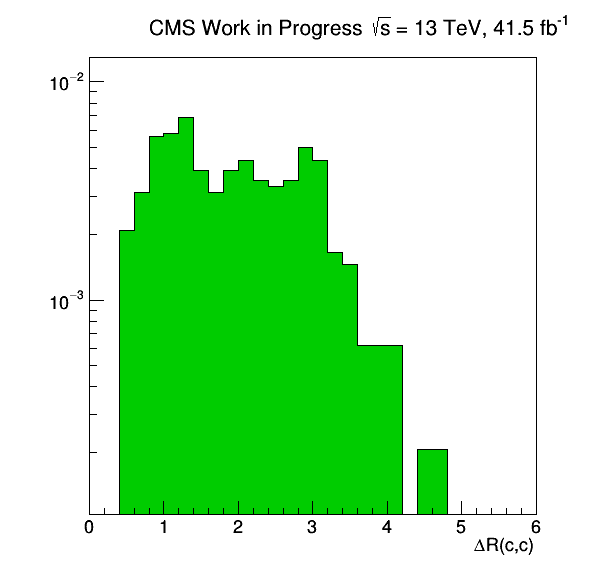 CMS Work in Progress √s = 13 TeV, 41.5 fb⁻¹
10⁻²
10⁻³
0 1 2 3 4 5 6
ΔR(c,c)